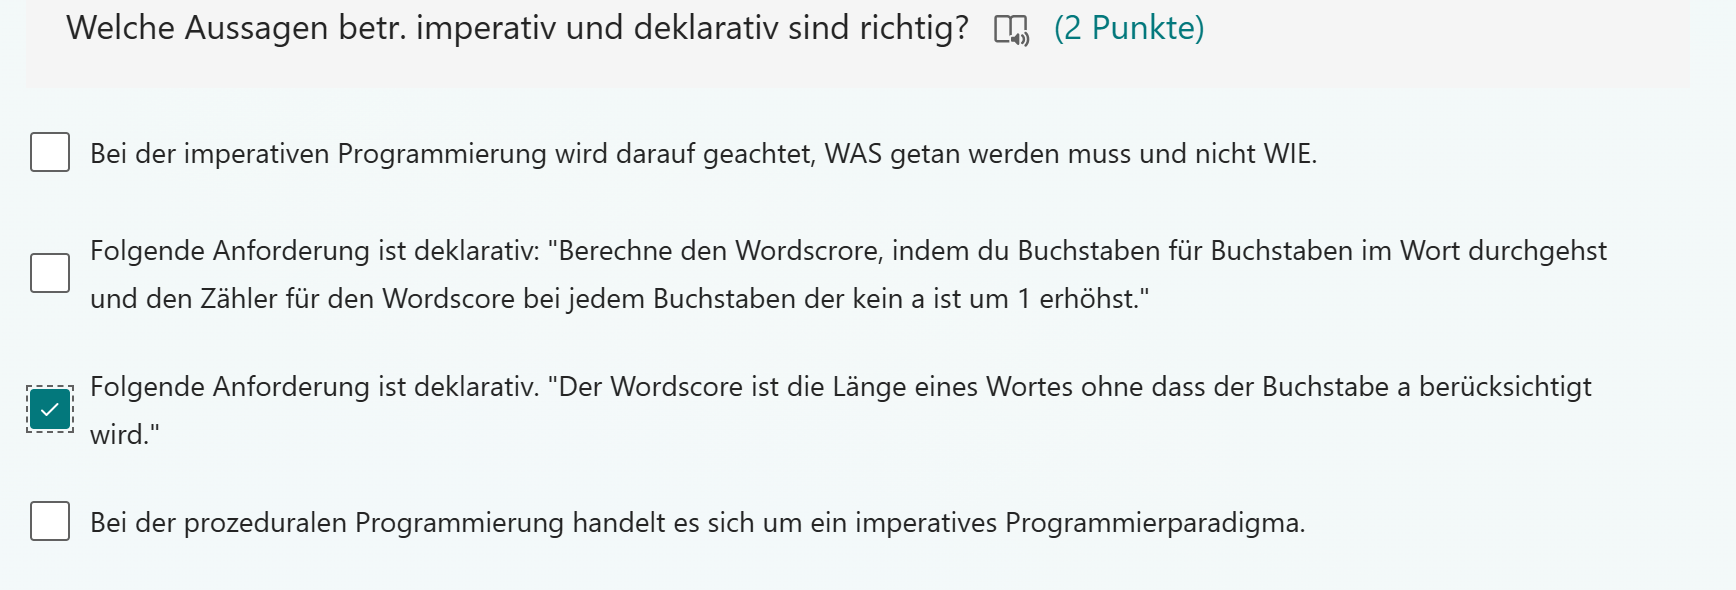 Welche Aussagen betr. imperativ und deklarativ sind richtig? (2 Punkte)
Bei der imperativen Programmierung wird darauf geachtet, WAS getan werden muss und nicht WIE.
Folgende Anforderung ist deklarativ: "Berechne den Wordscrore, indem du Buchstaben für Buchstaben im Wort durchgehst
und den Zähler für den Wordscore bei jedem Buchstaben der kein a ist um 1 erhöhst."
Folgende Anforderung ist deklarativ. "Der Wordscore ist die Länge eines Wortes ohne dass der Buchstabe a berücksichtigt
wird."
Bei der prozeduralen Programmierung handelt es sich um ein imperatives Programmierparadigma.